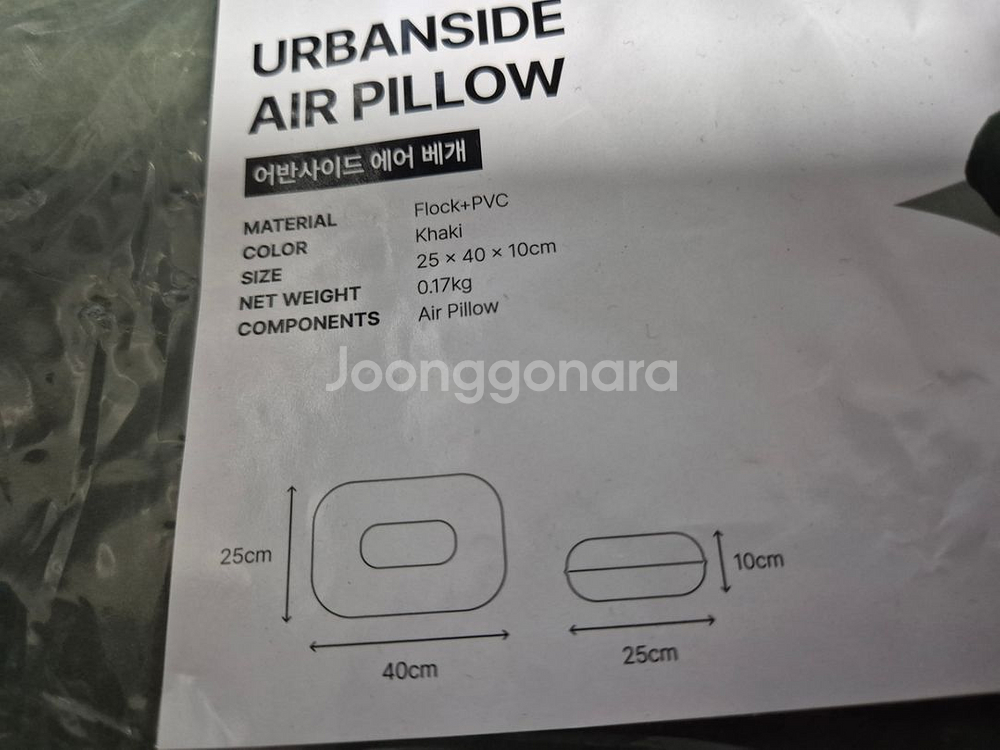 URBANSIDE
AIR PILLOW
어반사이드 에어 베개
MATERIAL Flock+PVC
COLOR Khaki
SIZE 25 × 40 × 10cm
NET WEIGHT 0.17kg
COMPONENTS Air Pillow
Joonggonara
25cm
10cm
40cm
25cm